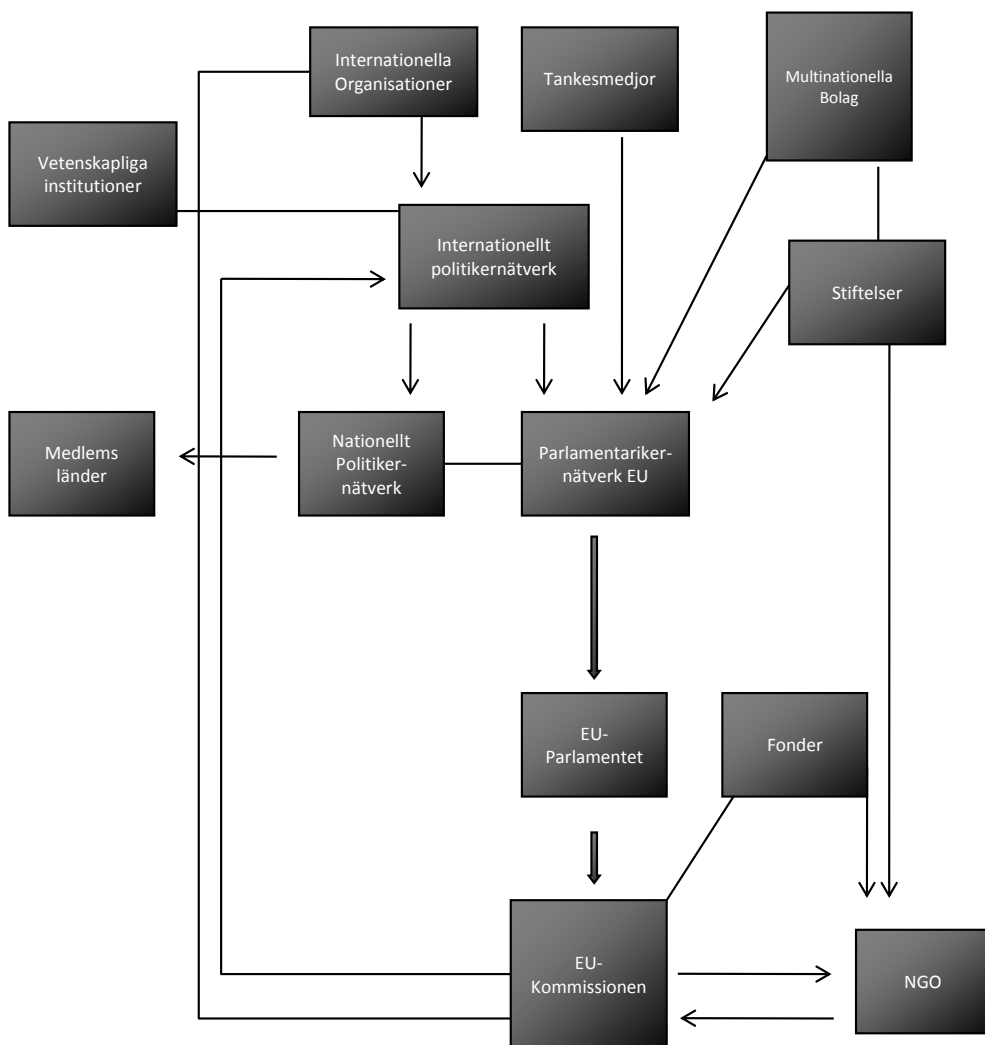 Internationella
Organisationer
Tankesmedjor
Multinationella
Bolag
Vetenskapliga
institutioner
Internationellt
politikernätverk
Stiftelser
Medlems
länder
Nationellt
Politiker-
nätverk
Parlamentariker-
nätverk EU
EU-
Parlamentet
Fonder
EU-
Kommissionen
NGO